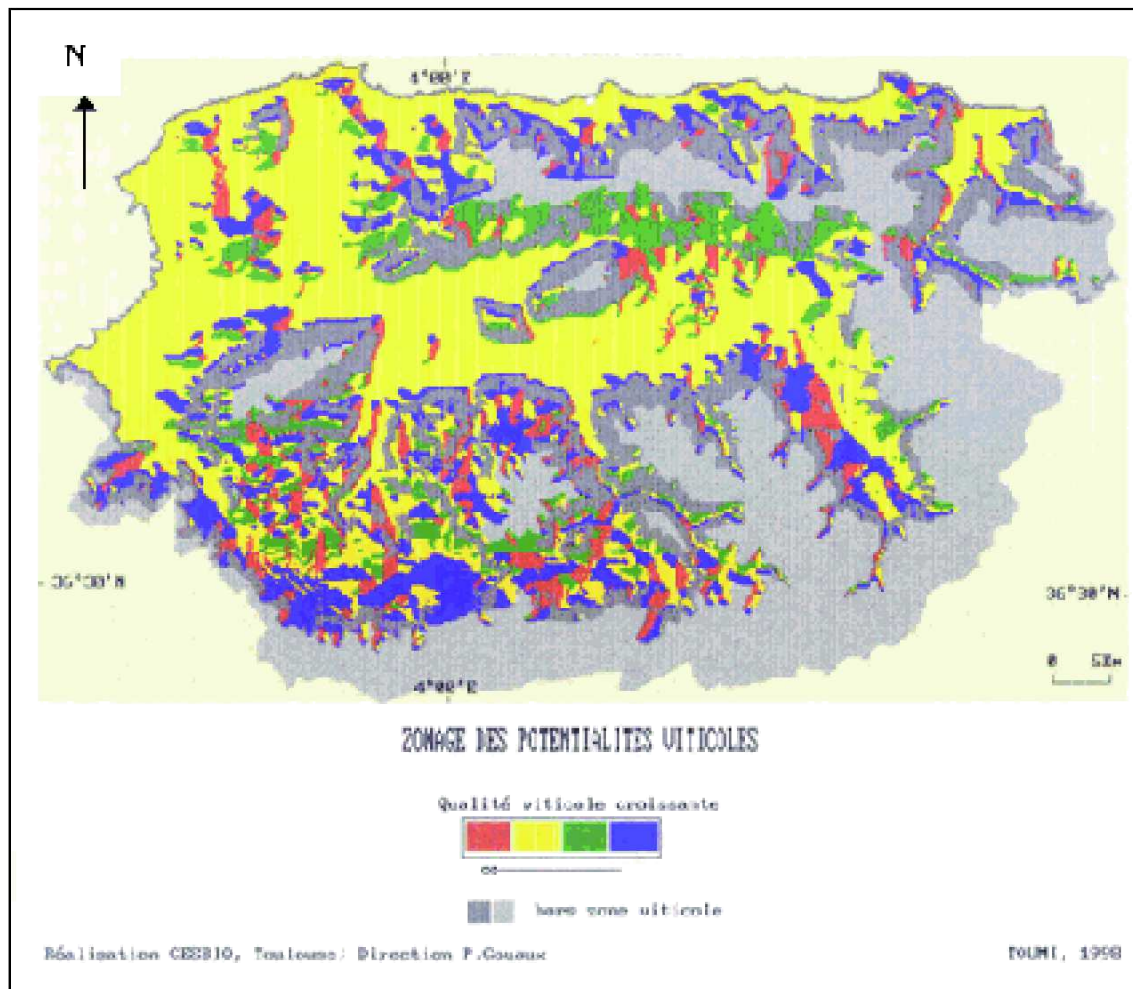 N
4°00'E
36°30'N
36°30'N
0 5Km
4°00'E
ZONAGE DES POTENTIALITES VITICOLES
Qualité viticole croissante
hors zone viticole
Réalisation CESBIO, Toulouse; Direction P.Gouaux
TOUMI, 1998